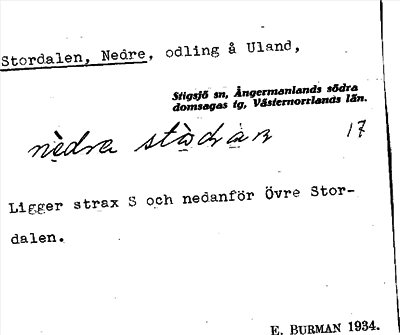 Stordalen, Nedre, odling å Uland,
Stigsjö sn, Ångermanlands södra
domsagas tg, Västernorrlands län.
nèdra stòdràn 17
Ligger strax S och nedanför Övre Stor-
dalen.
E. BURMAN 1934.